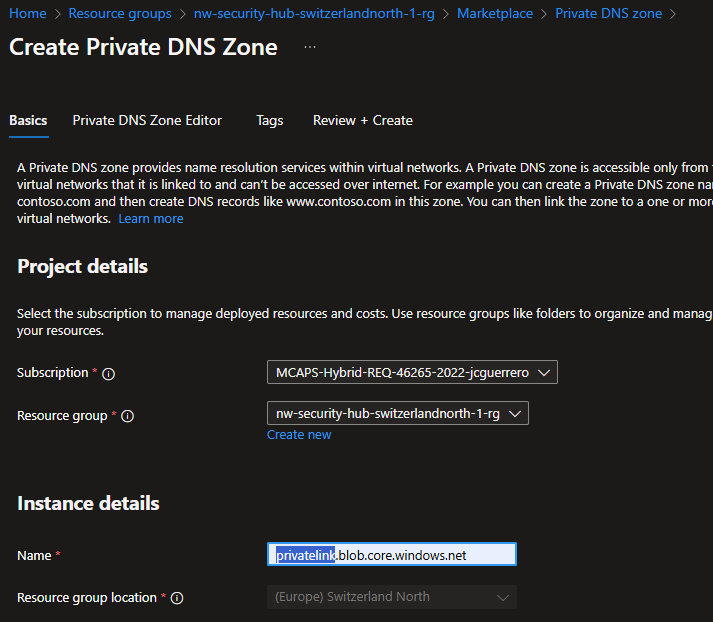 Home > Resource groups > nw-security-hub-switzerlandnorth-1-rg > Marketplace > Private DNS zone >
Create Private DNS Zone ...
Basics Private DNS Zone Editor Tags Review + Create
A Private DNS zone provides name resolution services within virtual networks. A Private DNS zone is accessible only from
virtual networks that it is linked to and can't be accessed over internet. For example you can create a Private DNS zone na
contoso.com and then create DNS records like www.contoso.com in this zone. You can then link the zone to a one or more
virtual networks. Learn more
Project details
Select the subscription to manage deployed resources and costs. Use resource groups like folders to organize and manag
your resources.
Subscription * MCAPS-Hybrid-REQ-46265-2022-jcguerrero
Resource group * nw-security-hub-switzerlandnorth-1-rg
Create new
Instance details
Name * privatelink.blob.core.windows.net
Resource group location * (Europe) Switzerland North